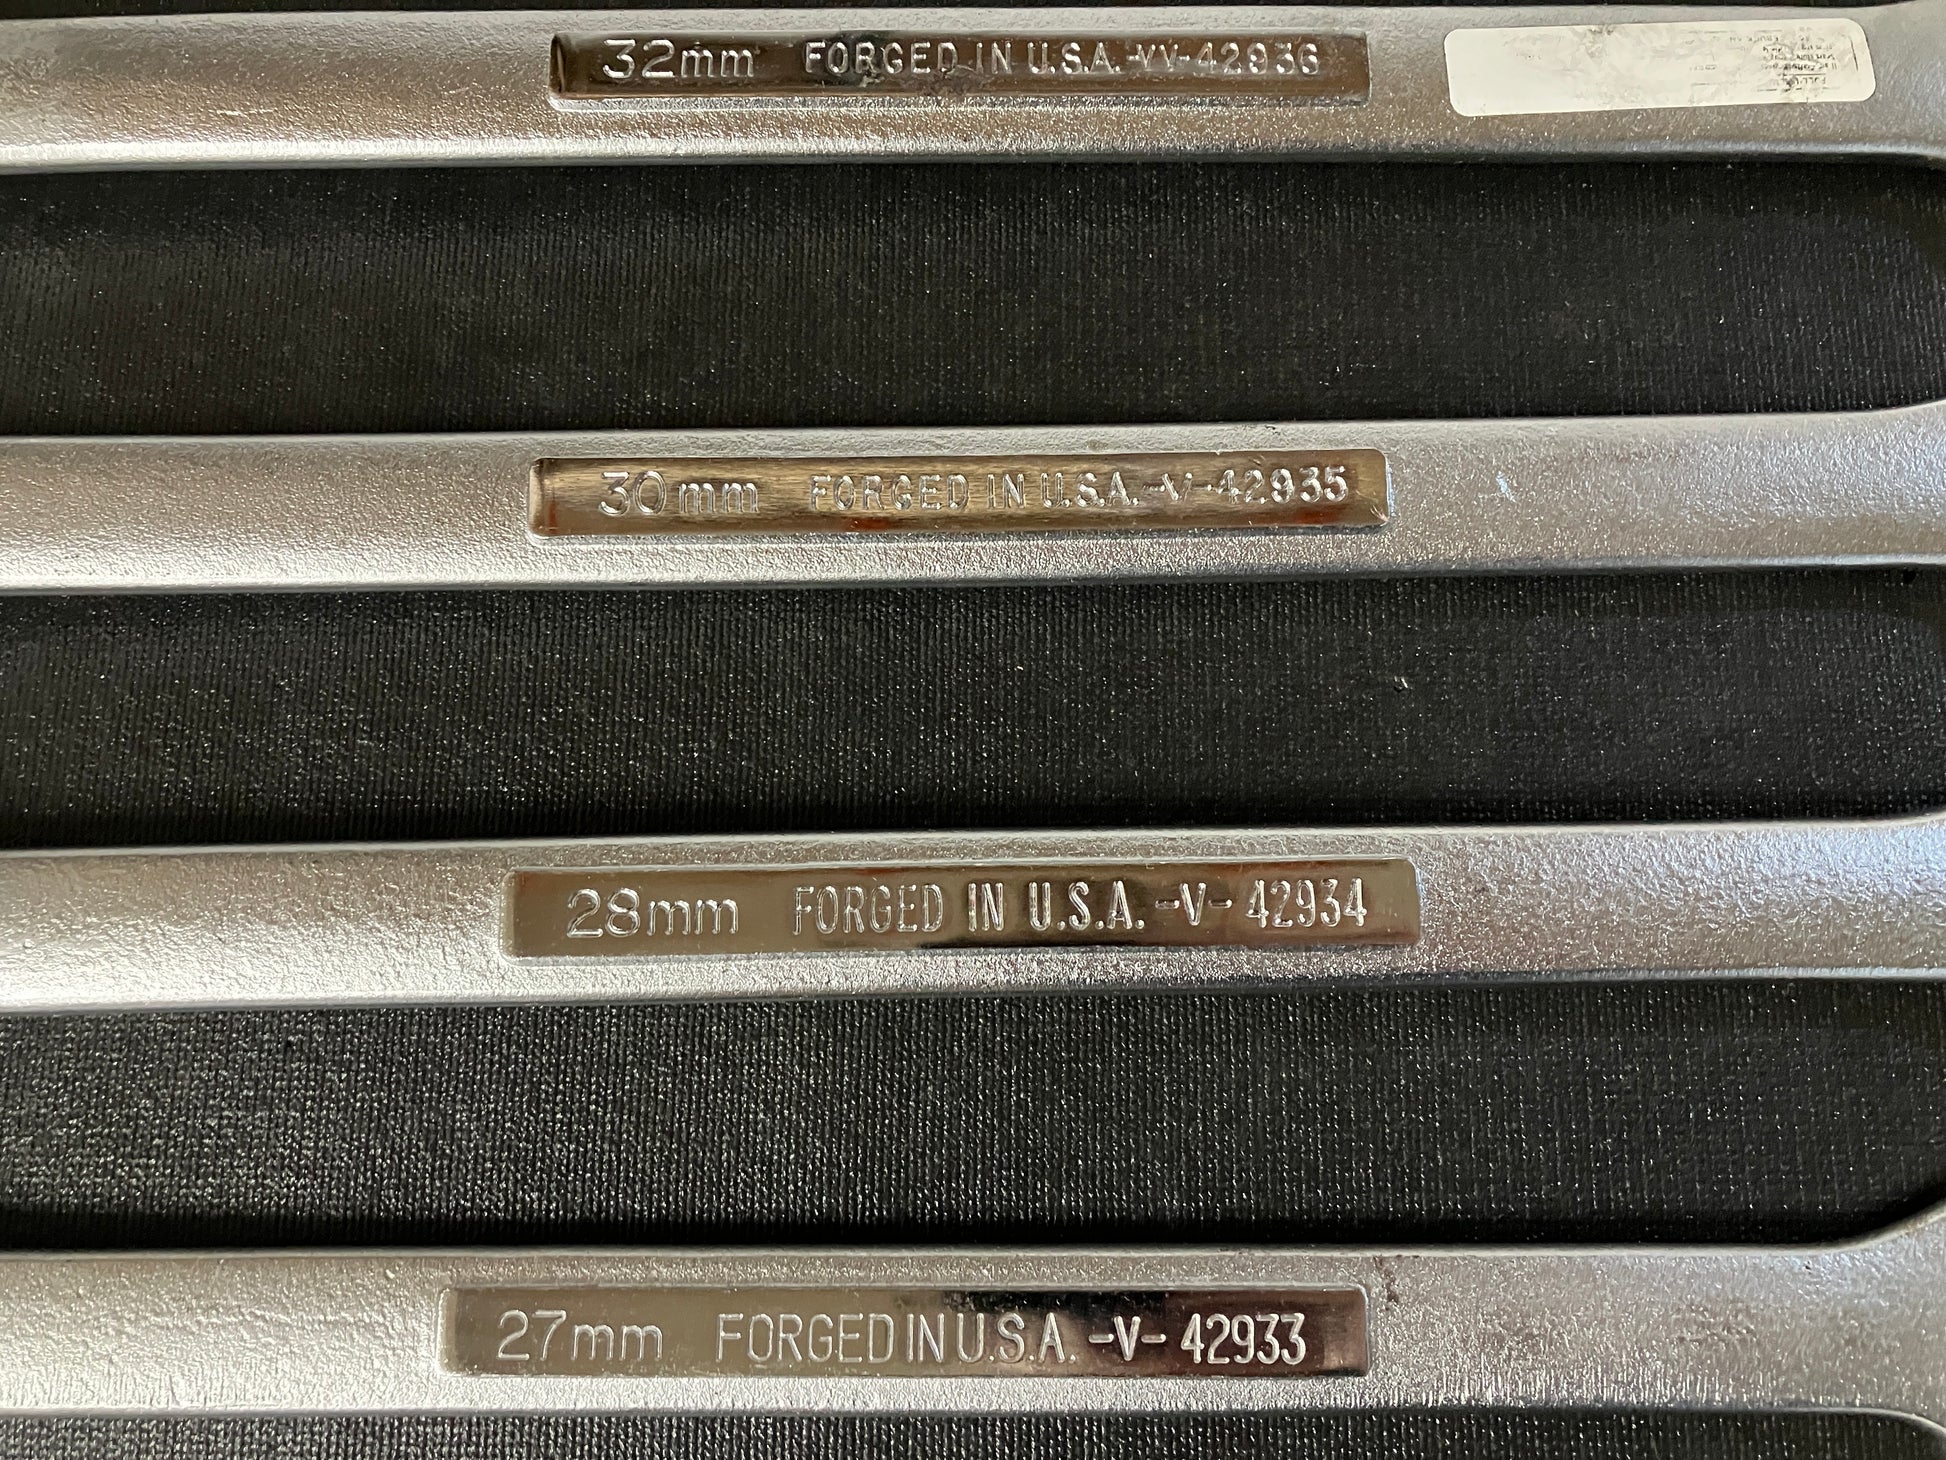 32mm FORGED IN U.S.A.-VV-42936
30mm FORGED IN U.S.A.-V-42935
28mm FORGED IN U.S.A. -V- 42934
27mm FORGED IN U.S.A. -V- 42933